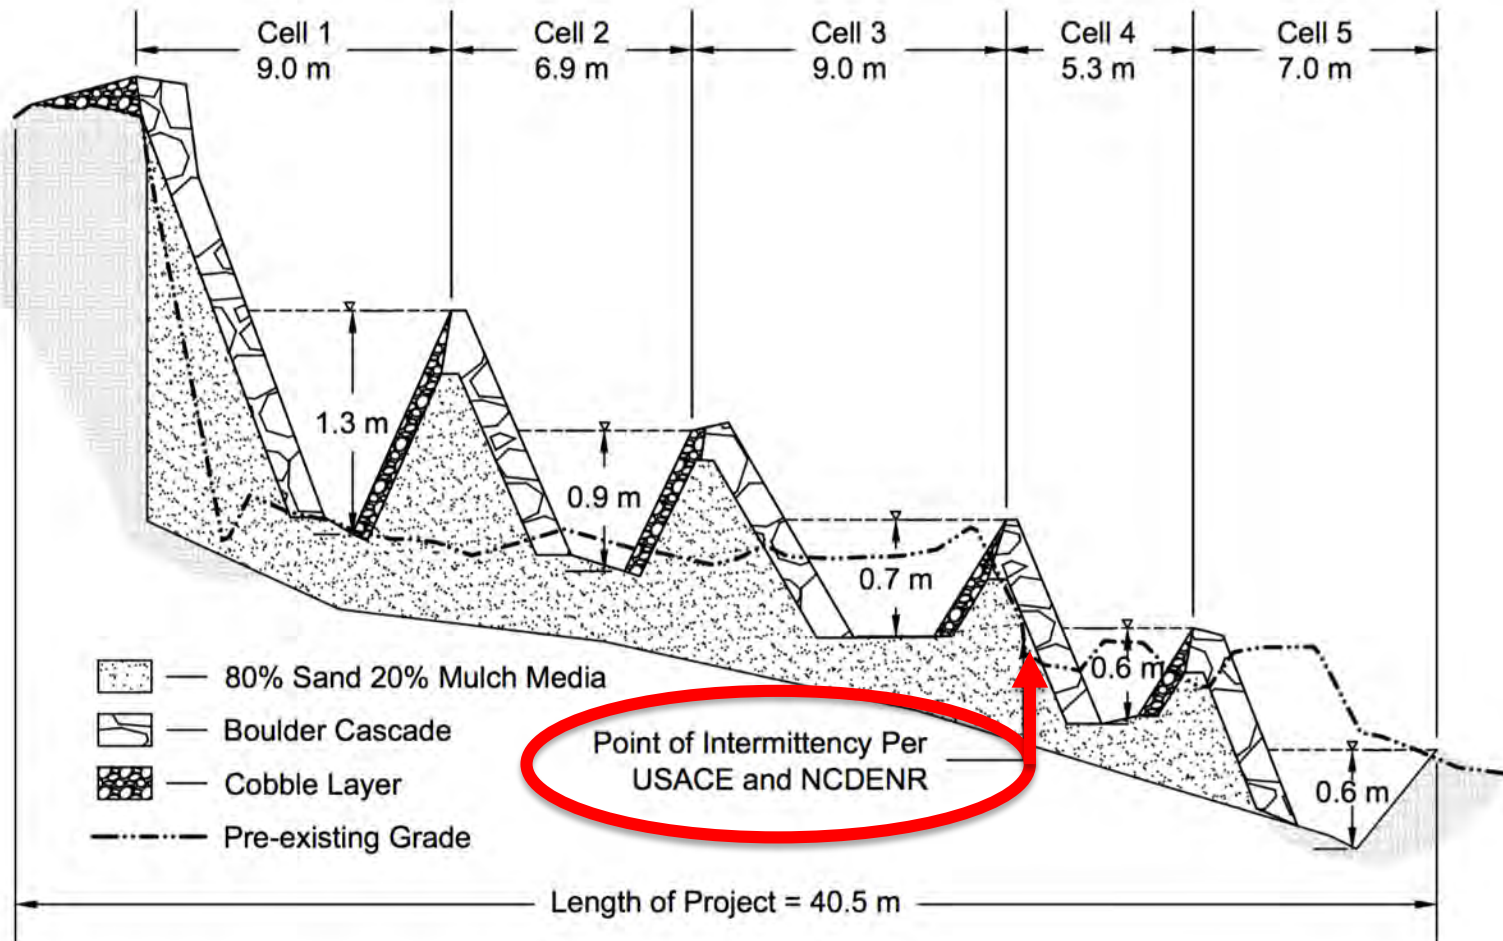 Cell 1
9.0 m
Cell 2
6.9 m
Cell 3
9.0 m
Cell 4
5.3 m
Cell 5
7.0 m
1.3 m
0.9 m
0.7 m
0.6 m
0.6 m
80% Sand 20% Mulch Media
Boulder Cascade
Cobble Layer
Pre-existing Grade
Point of Intermittency Per
USACE and NCDENR
Length of Project = 40.5 m